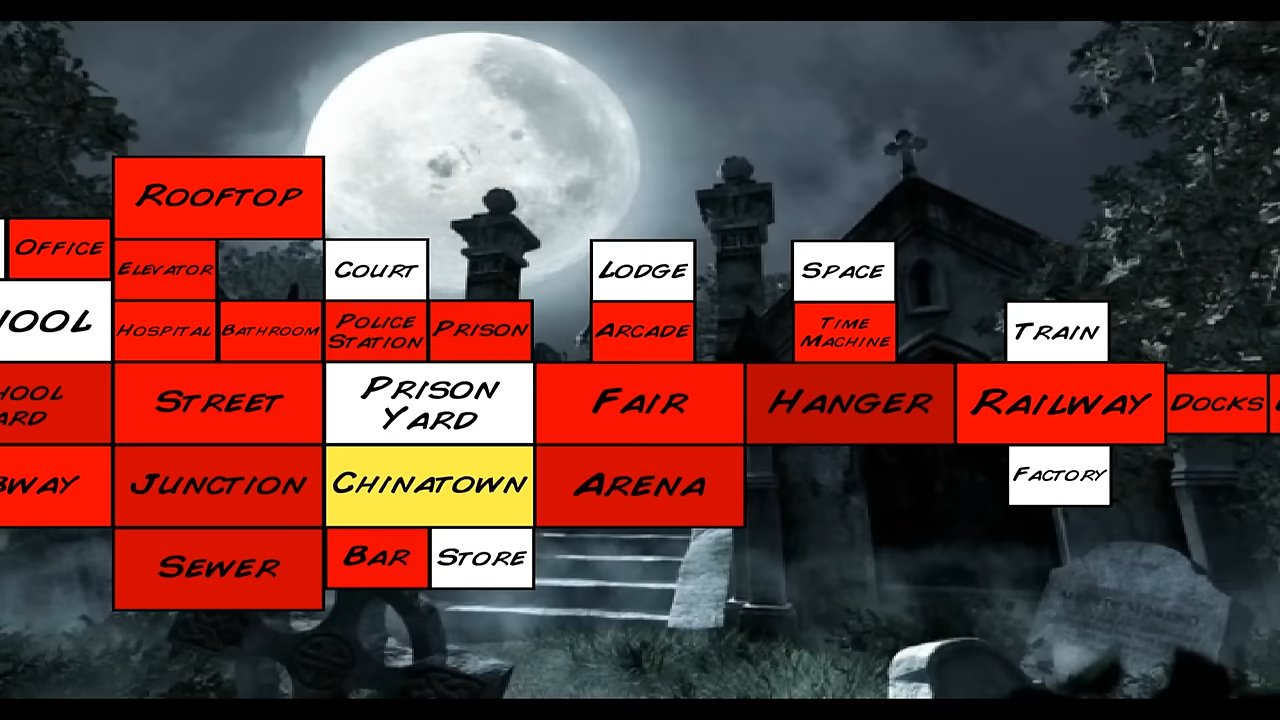 ROOFTOP
OFFICE
ELEVATOR
COURT
LODGE
SPACE
HOSPITAL
BATHROOM
POLICE
STATION
PRISON
ARCADE
TIME
MACHINE
TRAIN
STREET
PRISON
YARD
FAIR
HANGER
RAILWAY
DOCKS
JUNCTION
CHINATOWN
ARENA
FACTORY
SEWER
BAR
STORE